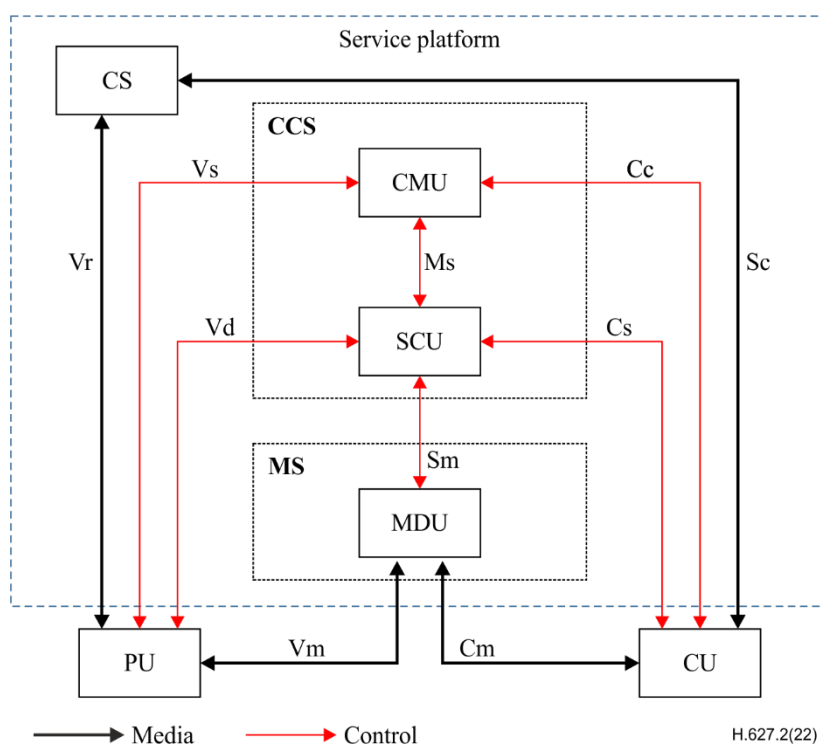 Service platform
CS
CCS
Vs
CMU
Cc
Vr
Ms
Sc
Vd
SCU
Cs
MS
Sm
MDU
PU
Vm
Cm
CU
Media
Control
H.627.2(22)